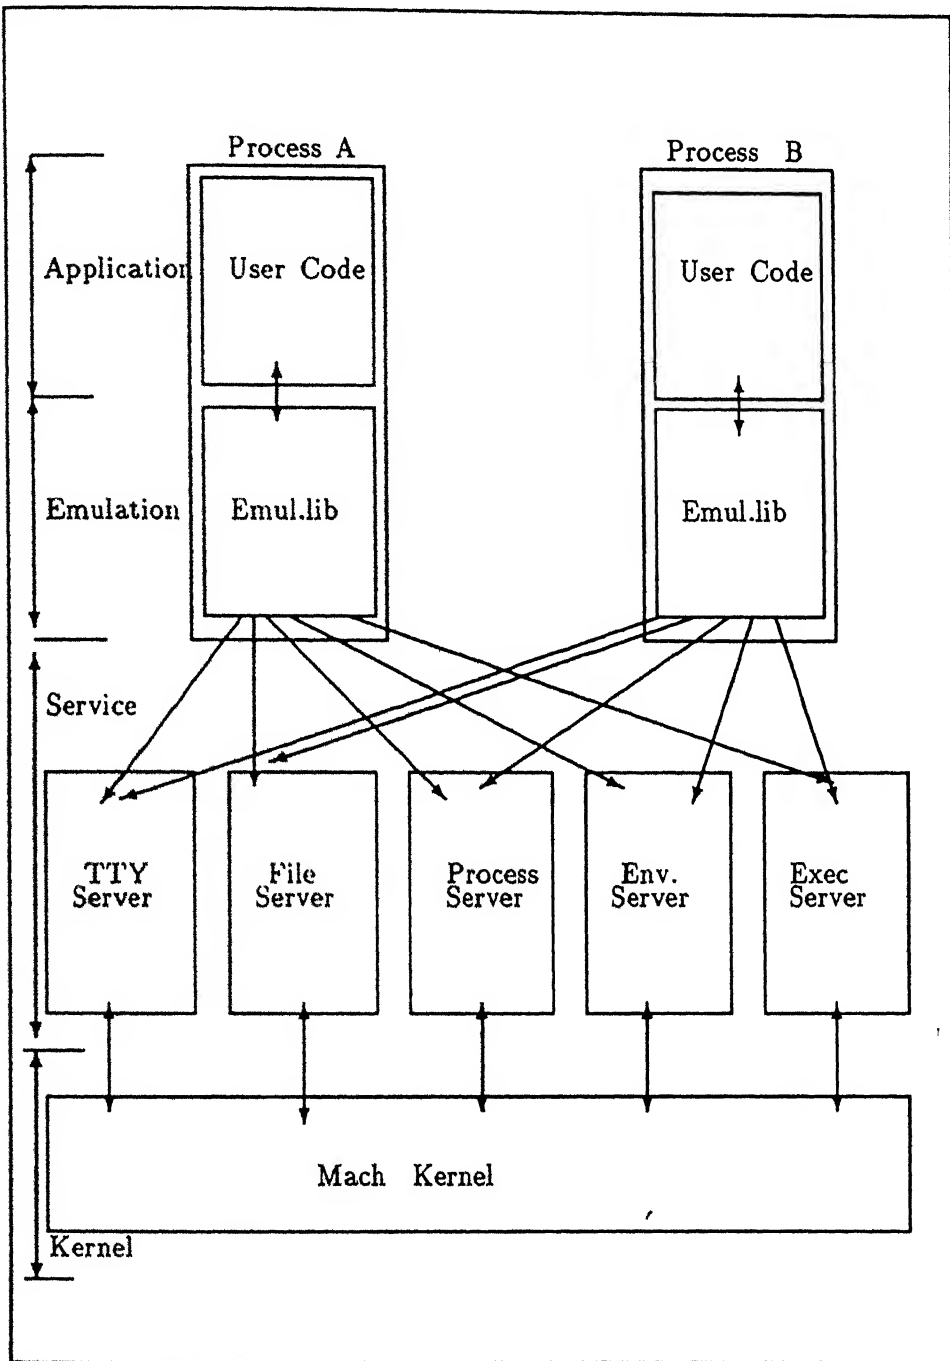 Process A
Process B
Application
User Code
User Code
Emulation
Emul.lib
Emul.lib
Service
TTY
Server
File
Server
Process
Server
Env.
Server
Exec
Server
Mach Kernel
Kernel